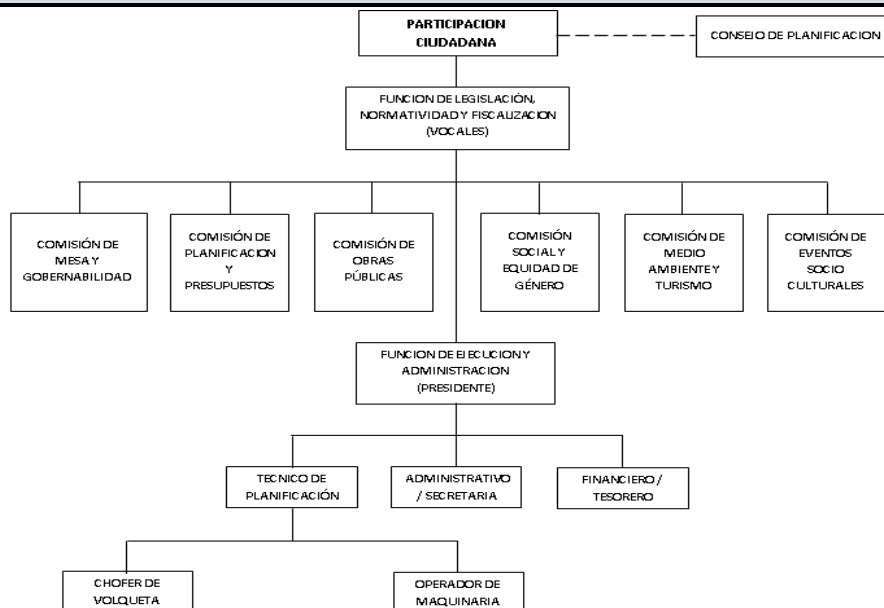 PARTICIPACION
CIUDADANA
CONSEJO DE PLANIFICACION
FUNCION DE LEGISLACIÓN,
NORMATIVIDAD Y FISCALIZACION
(VOCALES)
COMISIÓN DE
MESA Y
GOBERNABILIDAD
COMISIÓN DE
PLANIFICACION
Y
PRESUPUESTOS
COMISIÓN DE
OBRAS
PÚBLICAS
COMISIÓN
SOCIAL Y
EQUIDAD DE
GÉNERO
COMISIÓN DE
MEDIO
AMBIENTE Y
TURISMO
COMISIÓN DE
EVENTOS
SOCIO
CULTURALES
FUNCION DE EJECUCION Y
ADMINISTRACION
(PRESIDENTE)
TECNICO DE
PLANIFICACIÓN
ADMINISTRATIVO
/ SECRETARIA
FINANCIERO /
TESORERO
CHOFER DE
VOLQUETA
OPERADOR DE
MAQUINARIA